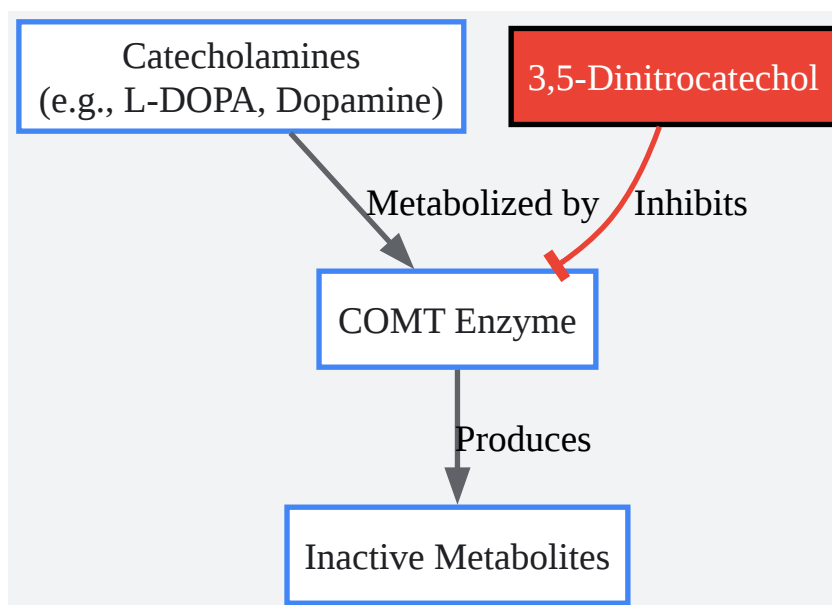 Catecholamines
(e.g., L-DOPA, Dopamine)
3,5-Dinitrocatechol
Metabolized by
Inhibits
COMT Enzyme
Produces
Inactive Metabolites